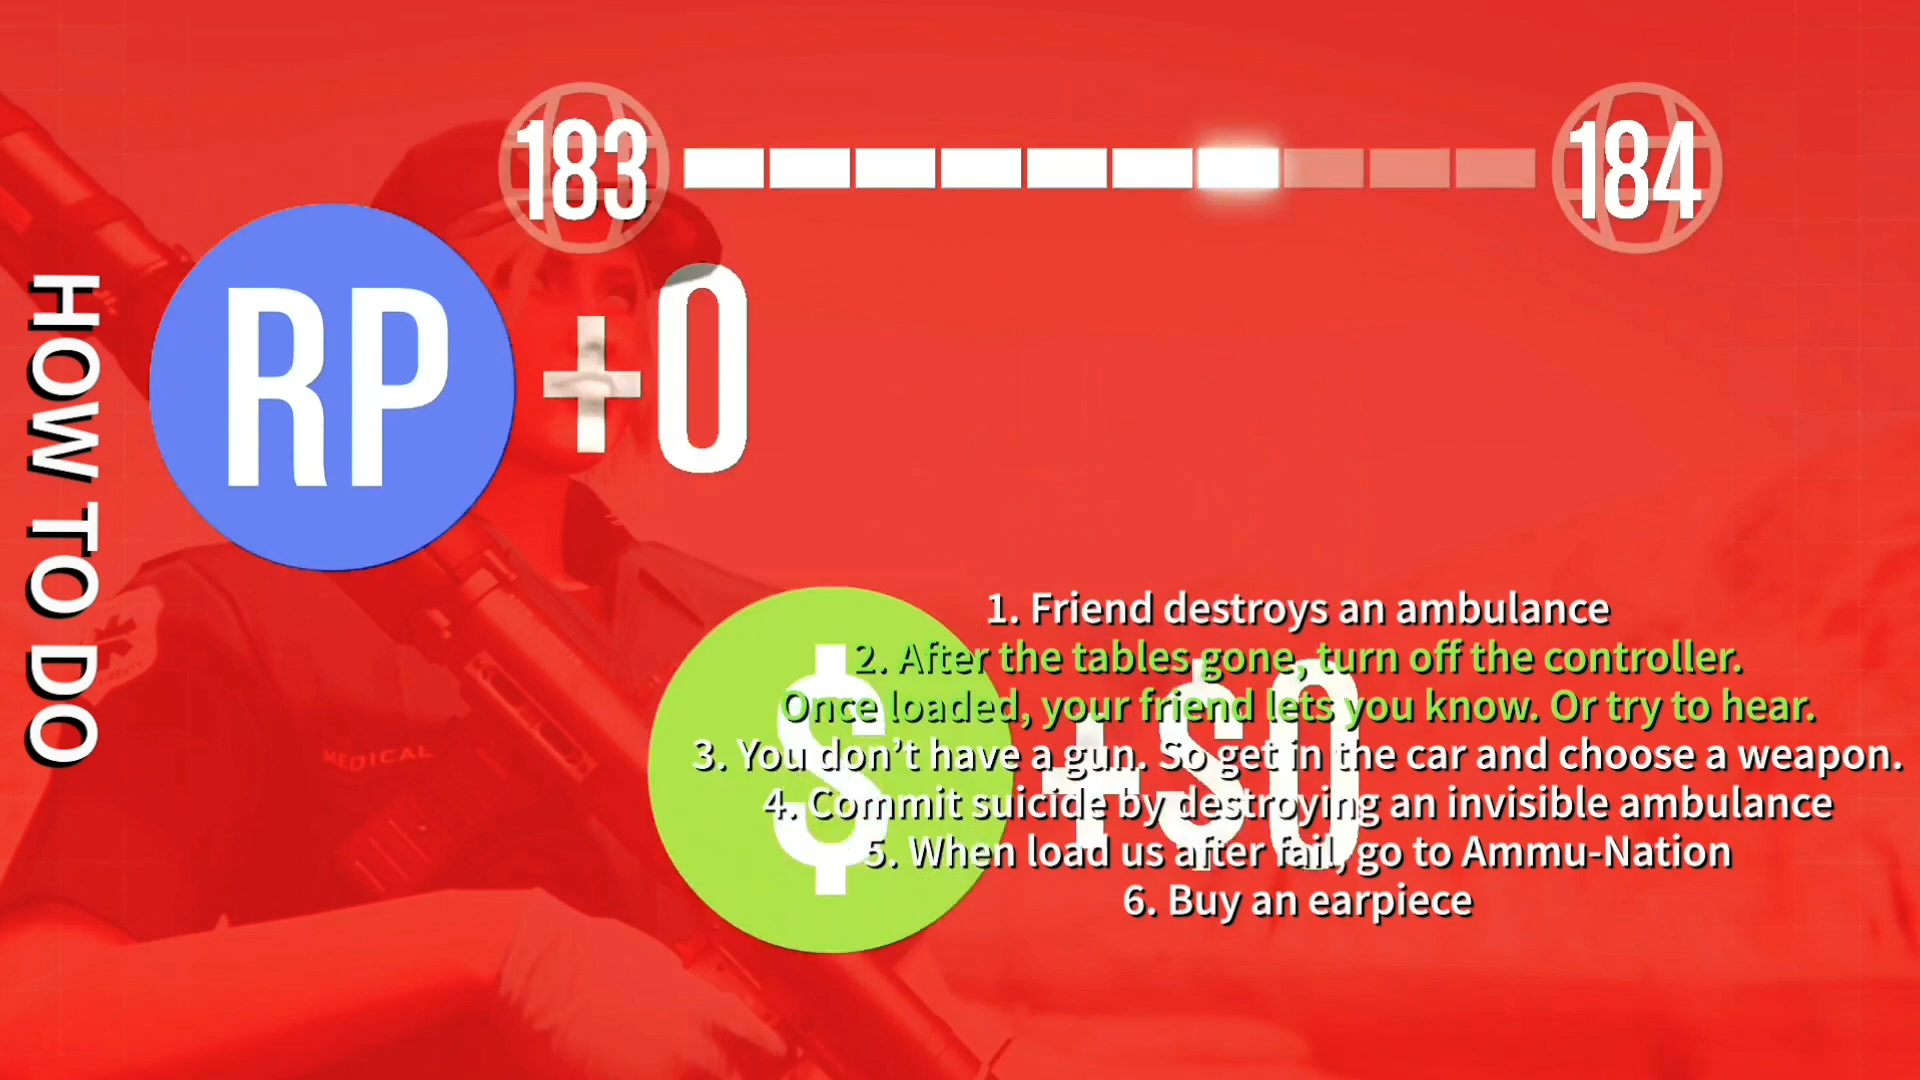 183
184
RP +0
HOW TO DO
$ +$0
1. Friend destroys an ambulance
2. After the tables gone, turn off the controller.
Once loaded, your friend lets you know. Or try to hear.
3. You don’t have a gun. So get in the car and choose a weapon.
4. Commit suicide by destroying an invisible ambulance
5. When load us after fail, go to Ammu-Nation
6. Buy an earpiece
MEDICAL